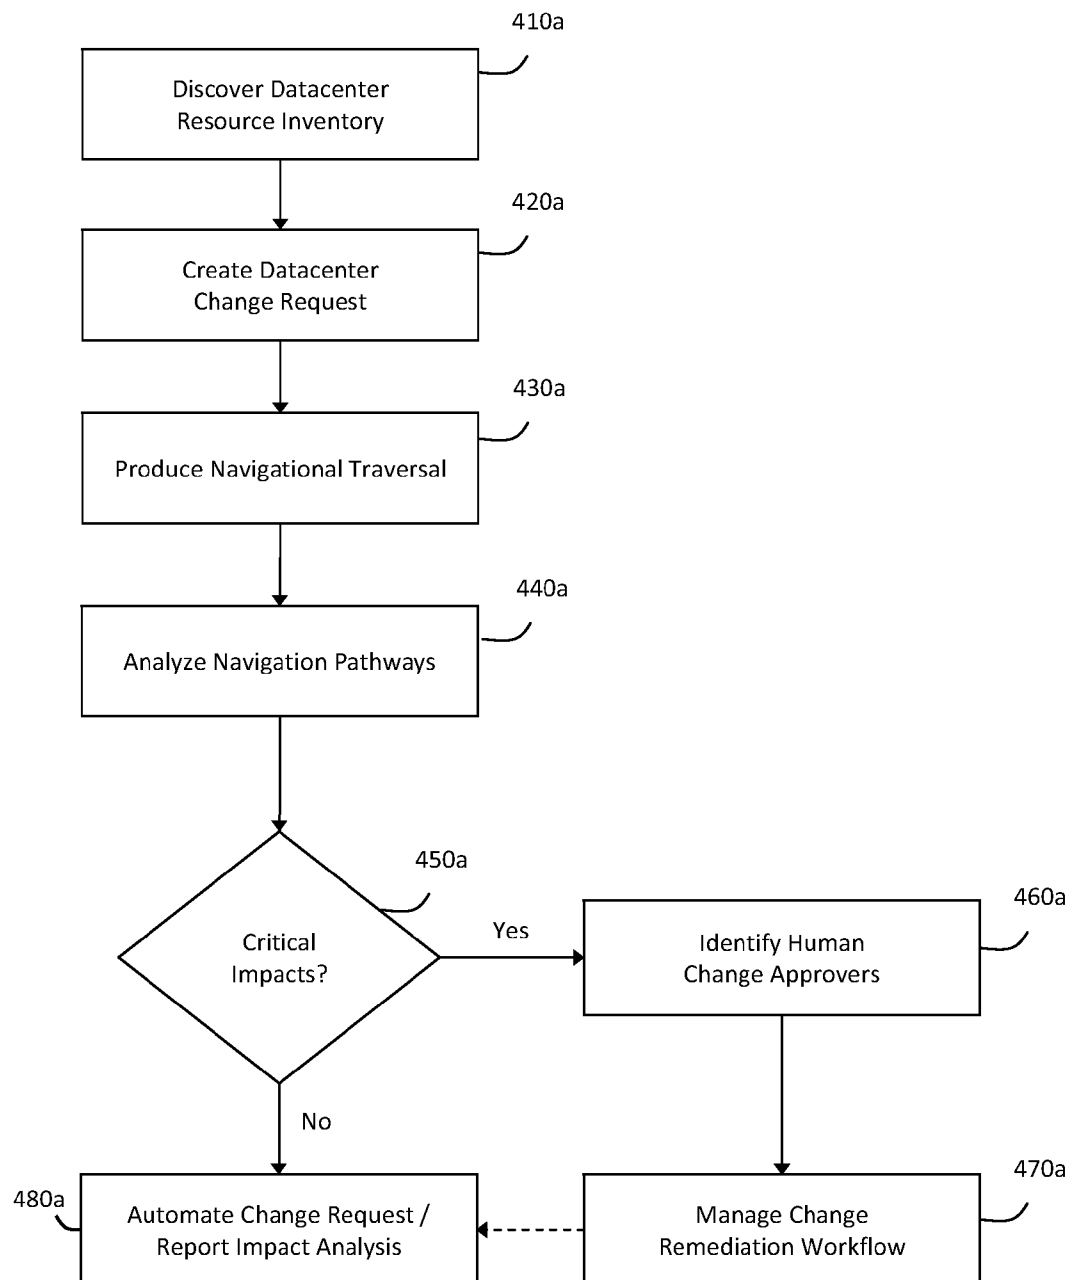 410a
Discover Datacenter
Resource Inventory
420a
Create Datacenter
Change Request
430a
Produce Navigational Traversal
440a
Analyze Navigation Pathways
450a
Critical
Impacts?
Yes
460a
Identify Human
Change Approvers
No
480a
Automate Change Request /
Report Impact Analysis
470a
Manage Change
Remediation Workflow